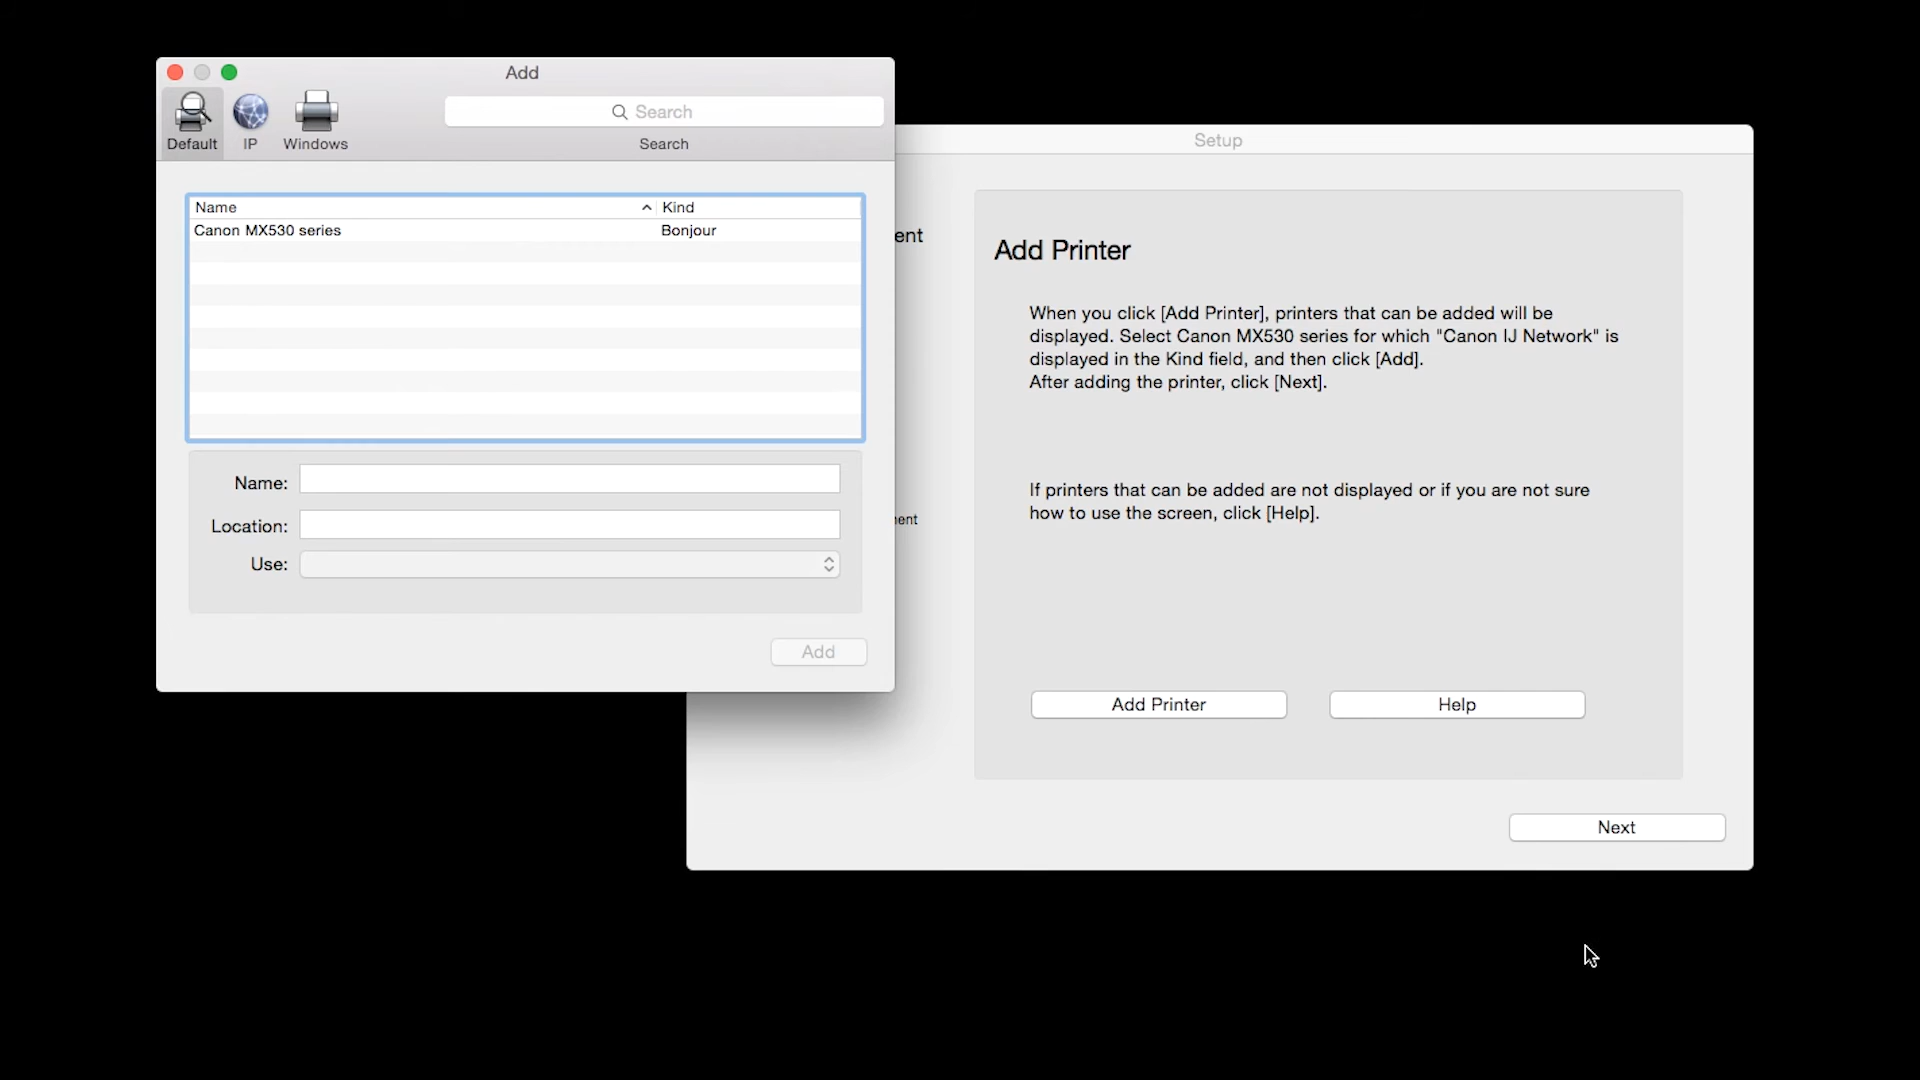 Add
Default
IP
Windows
Search
Search
Name
Kind
Canon MX530 series
Bonjour
Name:
Location:
Use:
Add
Setup
ent
ent
Add Printer
When you click [Add Printer], printers that can be added will be
displayed. Select Canon MX530 series for which "Canon IJ Network" is
displayed in the Kind field, and then click [Add].
After adding the printer, click [Next].
If printers that can be added are not displayed or if you are not sure
how to use the screen, click [Help].
Add Printer
Help
Next